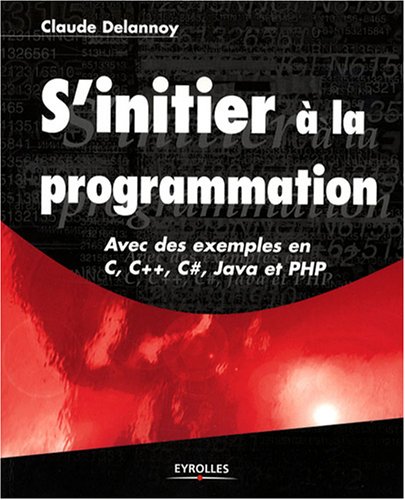 Claude Delannoy
S'initier à la
programmation
Avec des exemples en
C, C++, C#, Java et PHP
EYROLLES